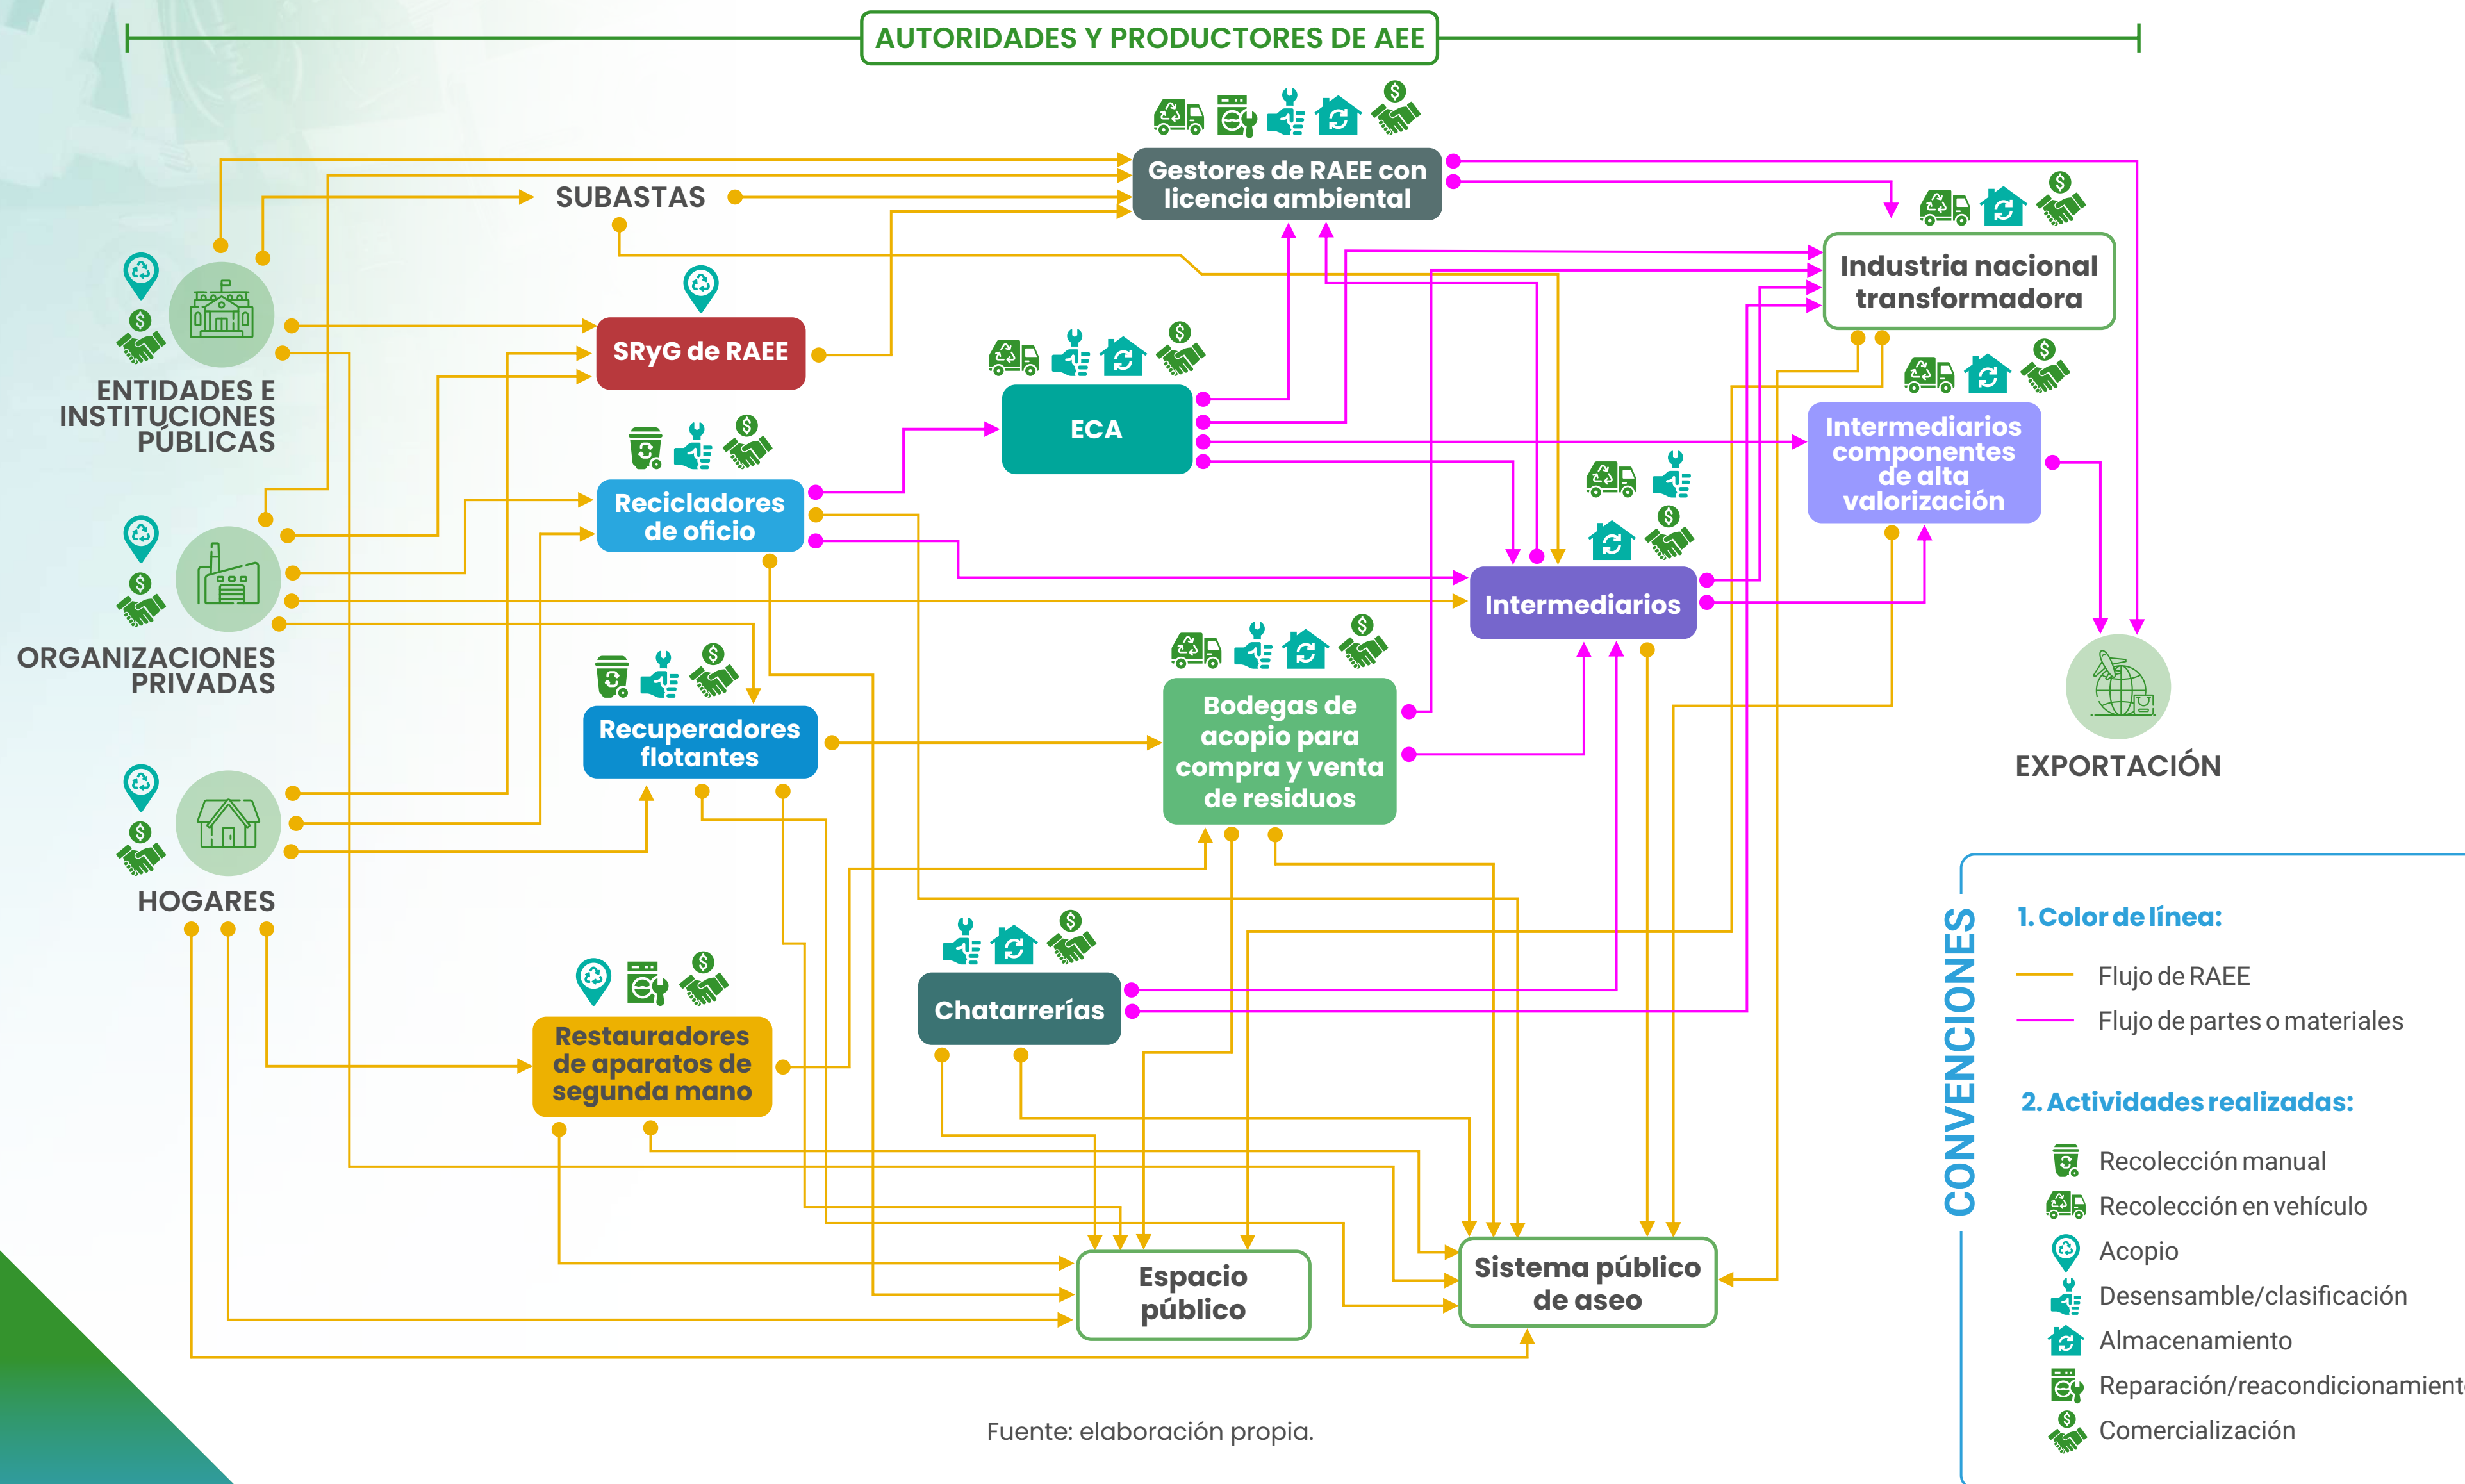 AUTORIDADES Y PRODUCTORES DE AEE
Gestores de RAEE con
licencia ambiental
SUBASTAS
Industria nacional
transformadora
SRyG de RAEE
ENTIDADES E
INSTITUCIONES
PÚBLICAS
ECA
Intermediarios
componentes
de alta
valorización
Recicladores
de oficio
Intermediarios
ORGANIZACIONES
PRIVADAS
Recuperadores
flotantes
Bodegas de
acopio para
compra y venta
de residuos
EXPORTACIÓN
HOGARES
Chatarrerías
Restauradores
de aparatos de
segunda mano
Espacio
público
Sistema público
de aseo
CONVENCIONES
1. Color de línea:
Flujo de RAEE
Flujo de partes o materiales
2. Actividades realizadas:
Recolección manual
Recolección en vehículo
Acopio
Desensamble/clasificación
Almacenamiento
Reparación/reacondicionamient
Comercialización
Fuente: elaboración propia.